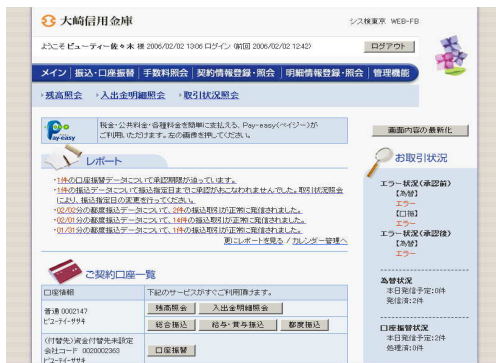 大崎信用金庫
シス検東京 WEB-FB
ようこそ ビューティー佐々木 様 2006/02/02 1306 ログイン (前回 2006/02/02 12:42)
ログアウト
メイン 振込・口座振替 手数料照会 契約情報登録・照会 明細情報登録・照会 管理機能
残高照会 入出金明細照会 取引状況照会
Pay-easy
税金・公共料金・各種料金を簡単に支払える、Pay-easy(ペイジー)が
ご利用いただけます。左の画像を押してください。
画面内容の最新化
レポート
・1件の口座振替データについて承認期限が迫っています。
・1件の振込データについて振込指定日までに承認がおこなわれませんでした。取引状況照会
により、振込指定日の変更を行ってください。
・02/02分の都度振込データについて、2件の振込取引が正常に発信されました。
・02/01分の都度振込データについて、14件の振込取引が正常に発信されました。
・01/31分の都度振込データについて、1件の振込取引が正常に発信されました。
更にレポートを見る / カレンダー管理へ
お取引状況
エラー状況(承認前)
【為替】
エラー
【口振】
エラー
エラー状況(承認後)
【為替】
エラー
為替状況
本日発信予定:0件
発信済:2件
口座振替状況
本日発信予定:2件
処理済:0件
ご契約口座一覧
口座情報
下記のサービスがすぐご利用頂けます。
普通 0002147
ビューティ-ササキ
残高照会 入出金明細照会
総合振込 給与・賞与振込 都度振込
(付替先)資金付替先未設定
会社コード 0020002363
ビューティ-ササキ
口座振替